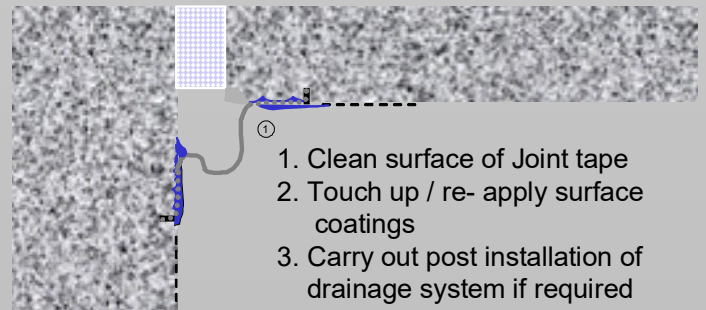 ①
1. Clean surface of Joint tape
2. Touch up / re- apply surface
coatings
3. Carry out post installation of
drainage system if required